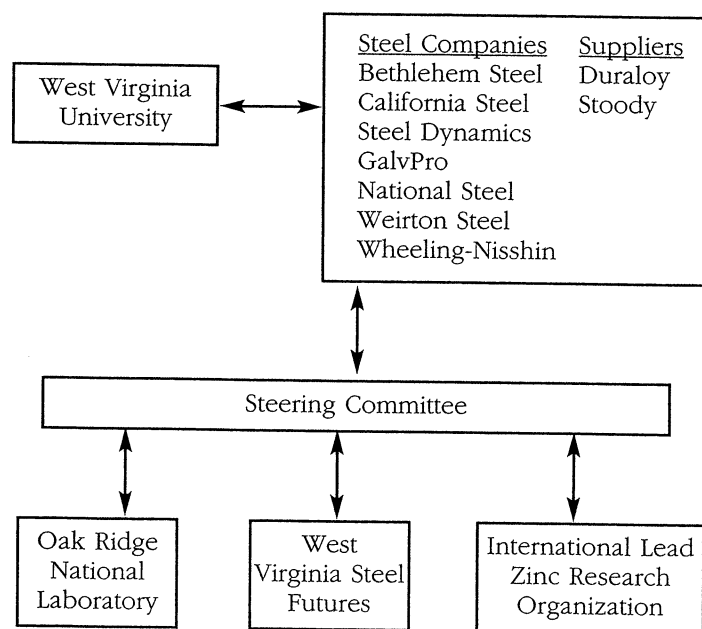 West Virginia
University
Steel Companies
Bethlehem Steel
California Steel
Steel Dynamics
GalvPro
National Steel
Weirton Steel
Wheeling-Nisshin
Suppliers
Duraloy
Stoody
Steering Committee
Oak Ridge
National
Laboratory
West
Virginia Steel
Futures
International Lead
Zinc Research
Organization